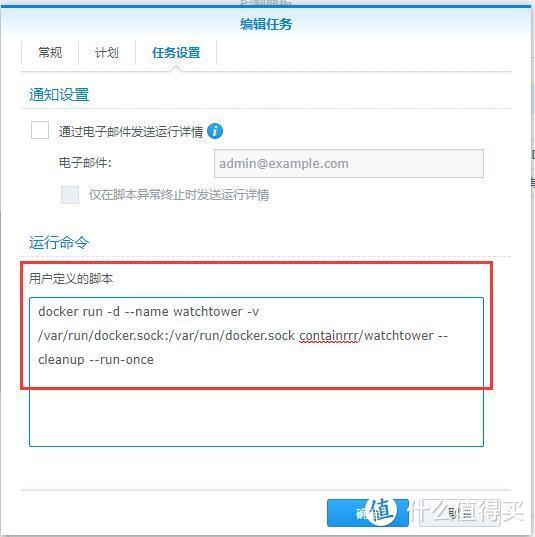 编辑任务
常规
计划
任务设置
通知设置
通过电子邮件发送运行详情
电子邮件:
admin@example.com
仅在脚本异常终止时发送运行详情
运行命令
用户定义的脚本
docker run -d --name watchtower -v
/var/run/docker.sock:/var/run/docker.sock containrrr/watchtower --
cleanup --run-once
值 什么值得买